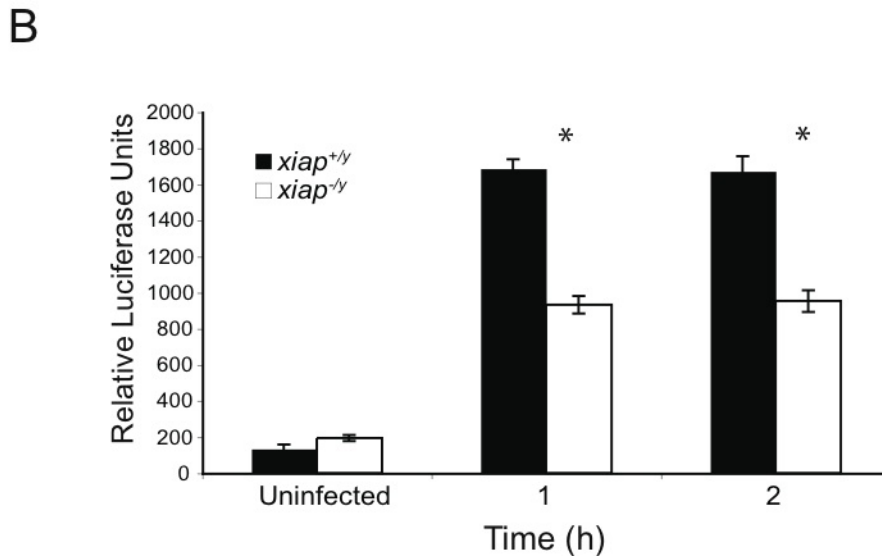 B
Relative Luciferase Units
2000
1800
1600
1400
1200
1000
800
600
400
200
0
xiap+/y
xiap-/y
*
*
Uninfected 1 2
Time (h)